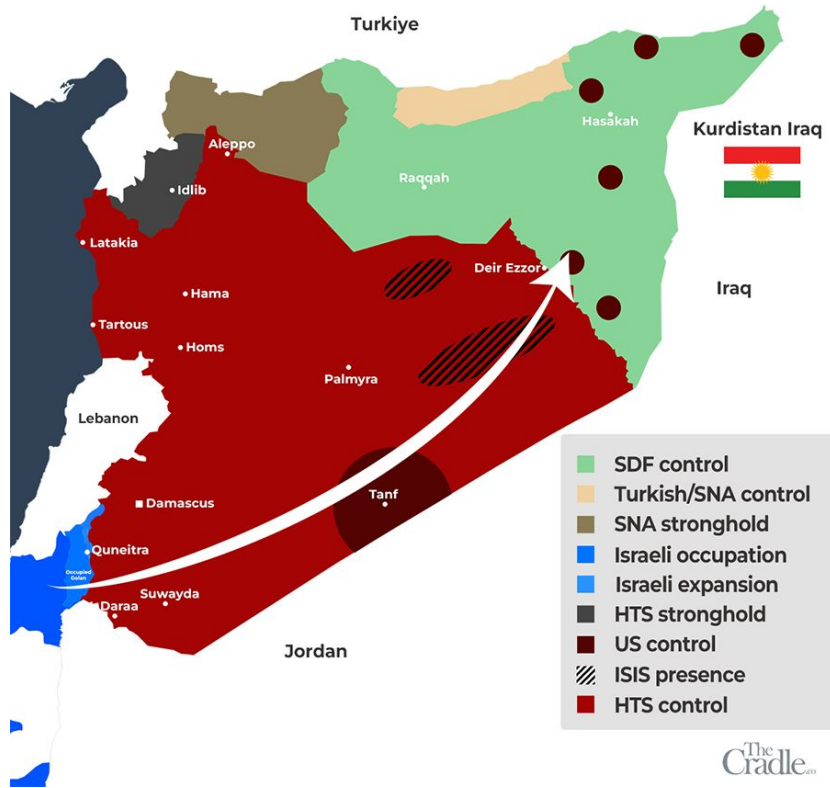 Turkiye
Hasakah
Kurdistan Iraq
Aleppo
Raqqah
Idlib
Latakia
Deir Ezzor
Iraq
Hama
Tartous
Homs
Palmyra
Lebanon
Tanf
Damascus
Quneitra
Occupied
Golan
Suwayda
Daraa
Jordan
SDF control
Turkish/SNA control
SNA stronghold
Israeli occupation
Israeli expansion
HTS stronghold
US control
ISIS presence
HTS control
The
Cradle.co